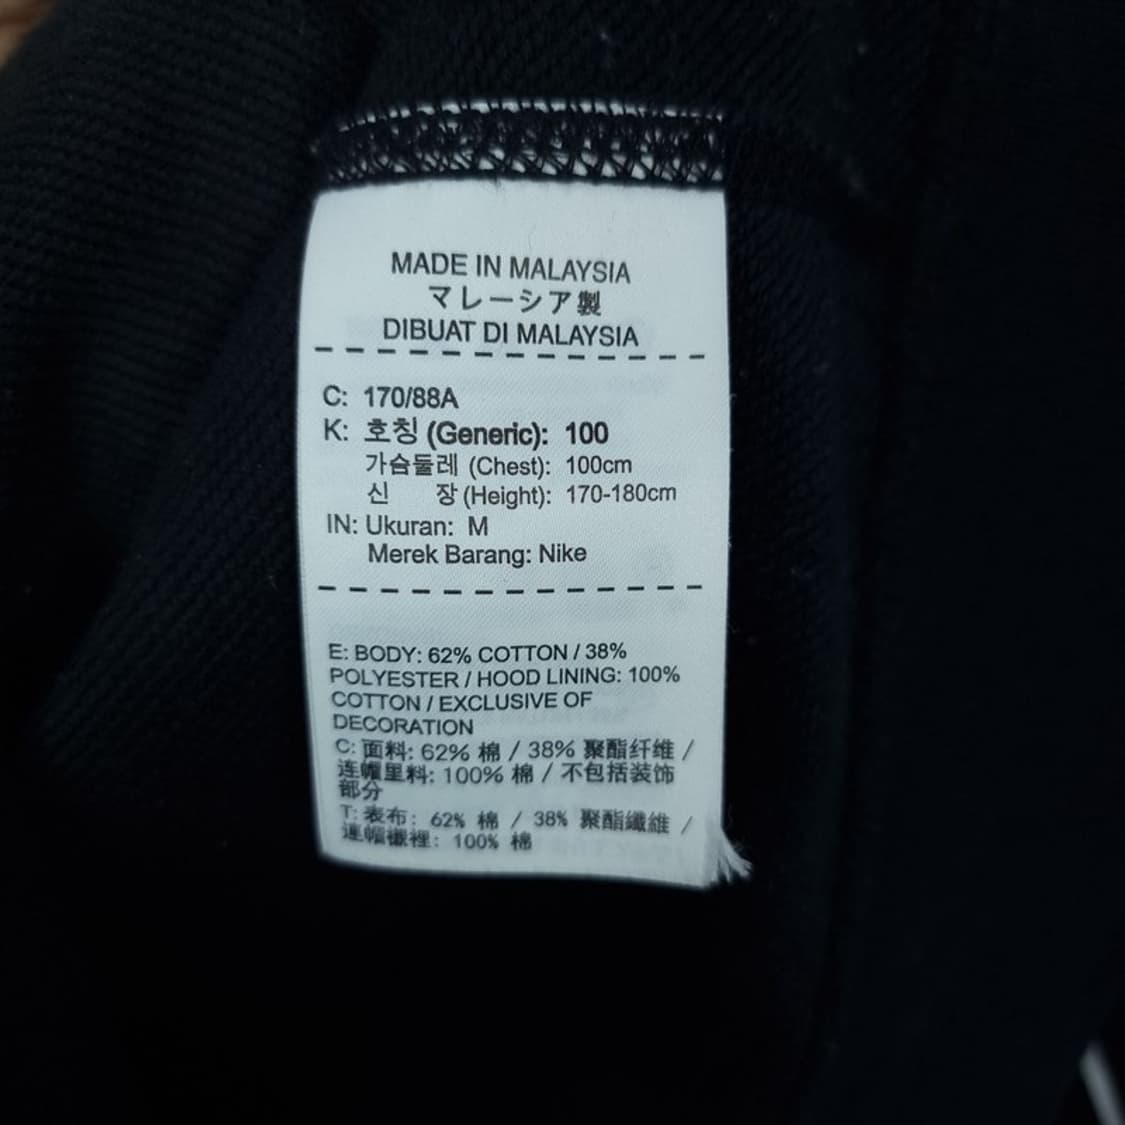 MADE IN MALAYSIA
マレーシア製
DIBUAT DI MALAYSIA
C: 170/88A
K: 호칭 (Generic): 100
가슴둘레 (Chest): 100cm
신 장 (Height): 170-180cm
IN: Ukuran: M
Merek Barang: Nike
E: BODY: 62% COTTON / 38%
POLYESTER / HOOD LINING: 100%
COTTON / EXCLUSIVE OF
DECORATION
C: 面料: 62% 棉 / 38% 聚酯纤维 /
连帽里料: 100% 棉 / 不包括装饰
部分
T: 表布: 62% 棉 / 38% 聚酯纖維 /
連帽襯裡: 100% 棉